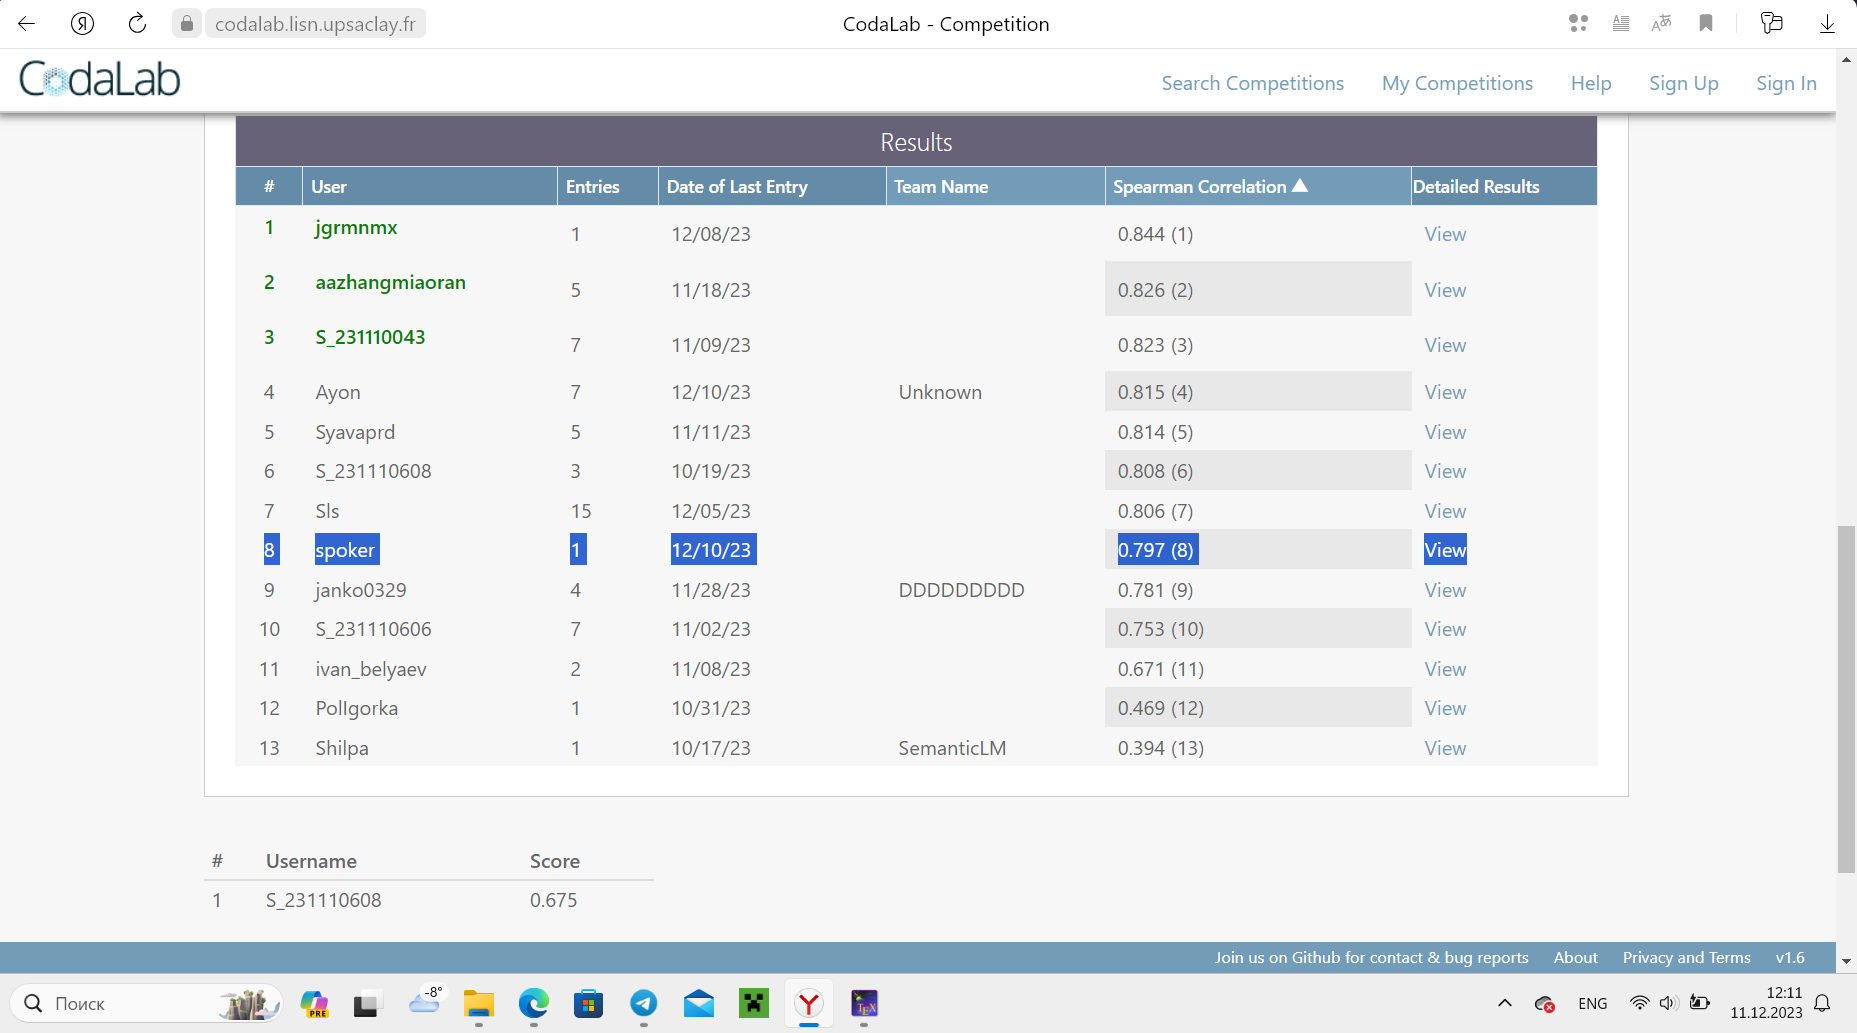 codalab.lisn.upsaclay.fr CodaLab - Competition
CodaLab Search Competitions My Competitions Help Sign Up Sign In
Results
# User Entries Date of Last Entry Team Name Spearman Correlation ▲ Detailed Results
1 jgrmnmx 1 12/08/23 0.844 (1) View
2 aazhangmiaoran 5 11/18/23 0.826 (2) View
3 S_231110043 7 11/09/23 0.823 (3) View
4 Ayon 7 12/10/23 Unknown 0.815 (4) View
5 Syavaprd 5 11/11/23 0.814 (5) View
6 S_231110608 3 10/19/23 0.808 (6) View
7 Sls 15 12/05/23 0.806 (7) View
8 spoker 1 12/10/23 0.797 (8) View
9 janko0329 4 11/28/23 DDDDDDDDD 0.781 (9) View
10 S_231110606 7 11/02/23 0.753 (10) View
11 ivan_belyaev 2 11/08/23 0.671 (11) View
12 PolIgorka 1 10/31/23 0.469 (12) View
13 Shilpa 1 10/17/23 SemanticLM 0.394 (13) View
# Username Score
1 S_231110608 0.675
Join us on Github for contact & bug reports About Privacy and Terms v1.6
Поиск PRE -8° TEX ENG 12:11
11.12.2023